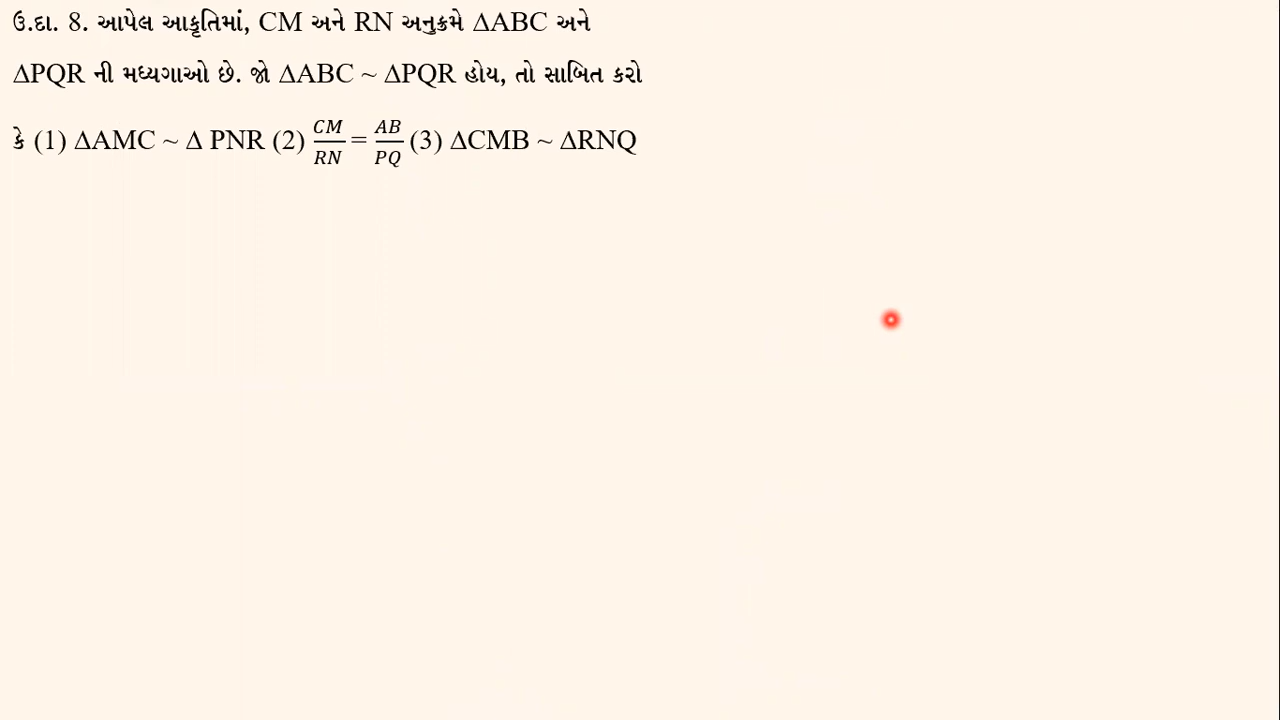 ઉ.દા. 8. આપેલ આકૃતિમાં, CM અને RN અનુક્રમે ΔABC અને
ΔPQR ની મધ્યગાઓ છે. જો ΔABC ~ ΔPQR હોય, તો સાબિત કરો
કે (1) ΔAMC ~ Δ PNR (2) CM/RN = AB/PQ (3) ΔCMB ~ ΔRNQ